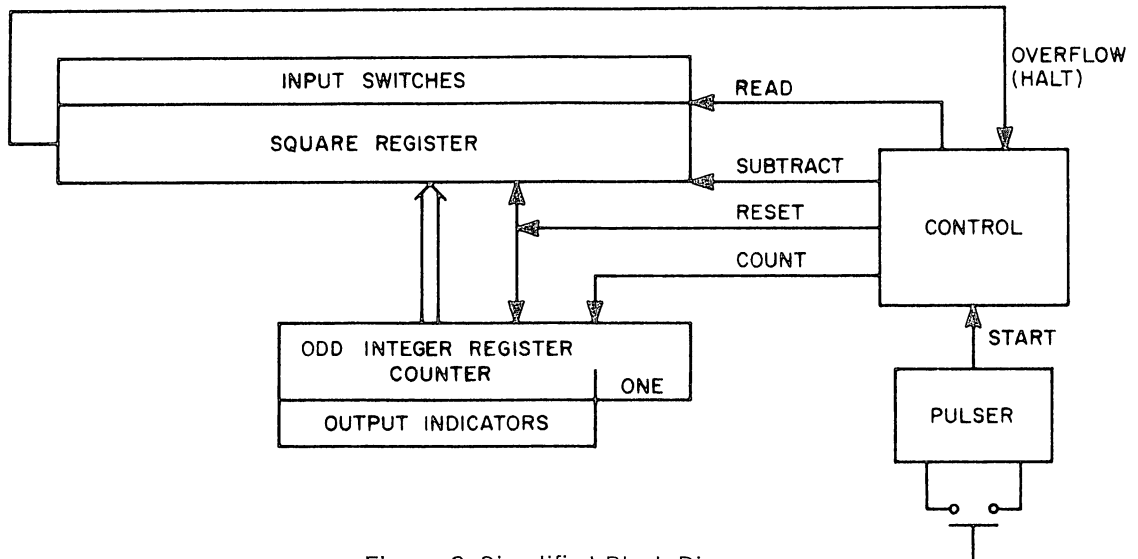 OVERFLOW
(HALT)
INPUT SWITCHES
READ
SQUARE REGISTER
SUBTRACT
RESET
CONTROL
COUNT
START
ODD INTEGER REGISTER
COUNTER
ONE
OUTPUT INDICATORS
PULSER